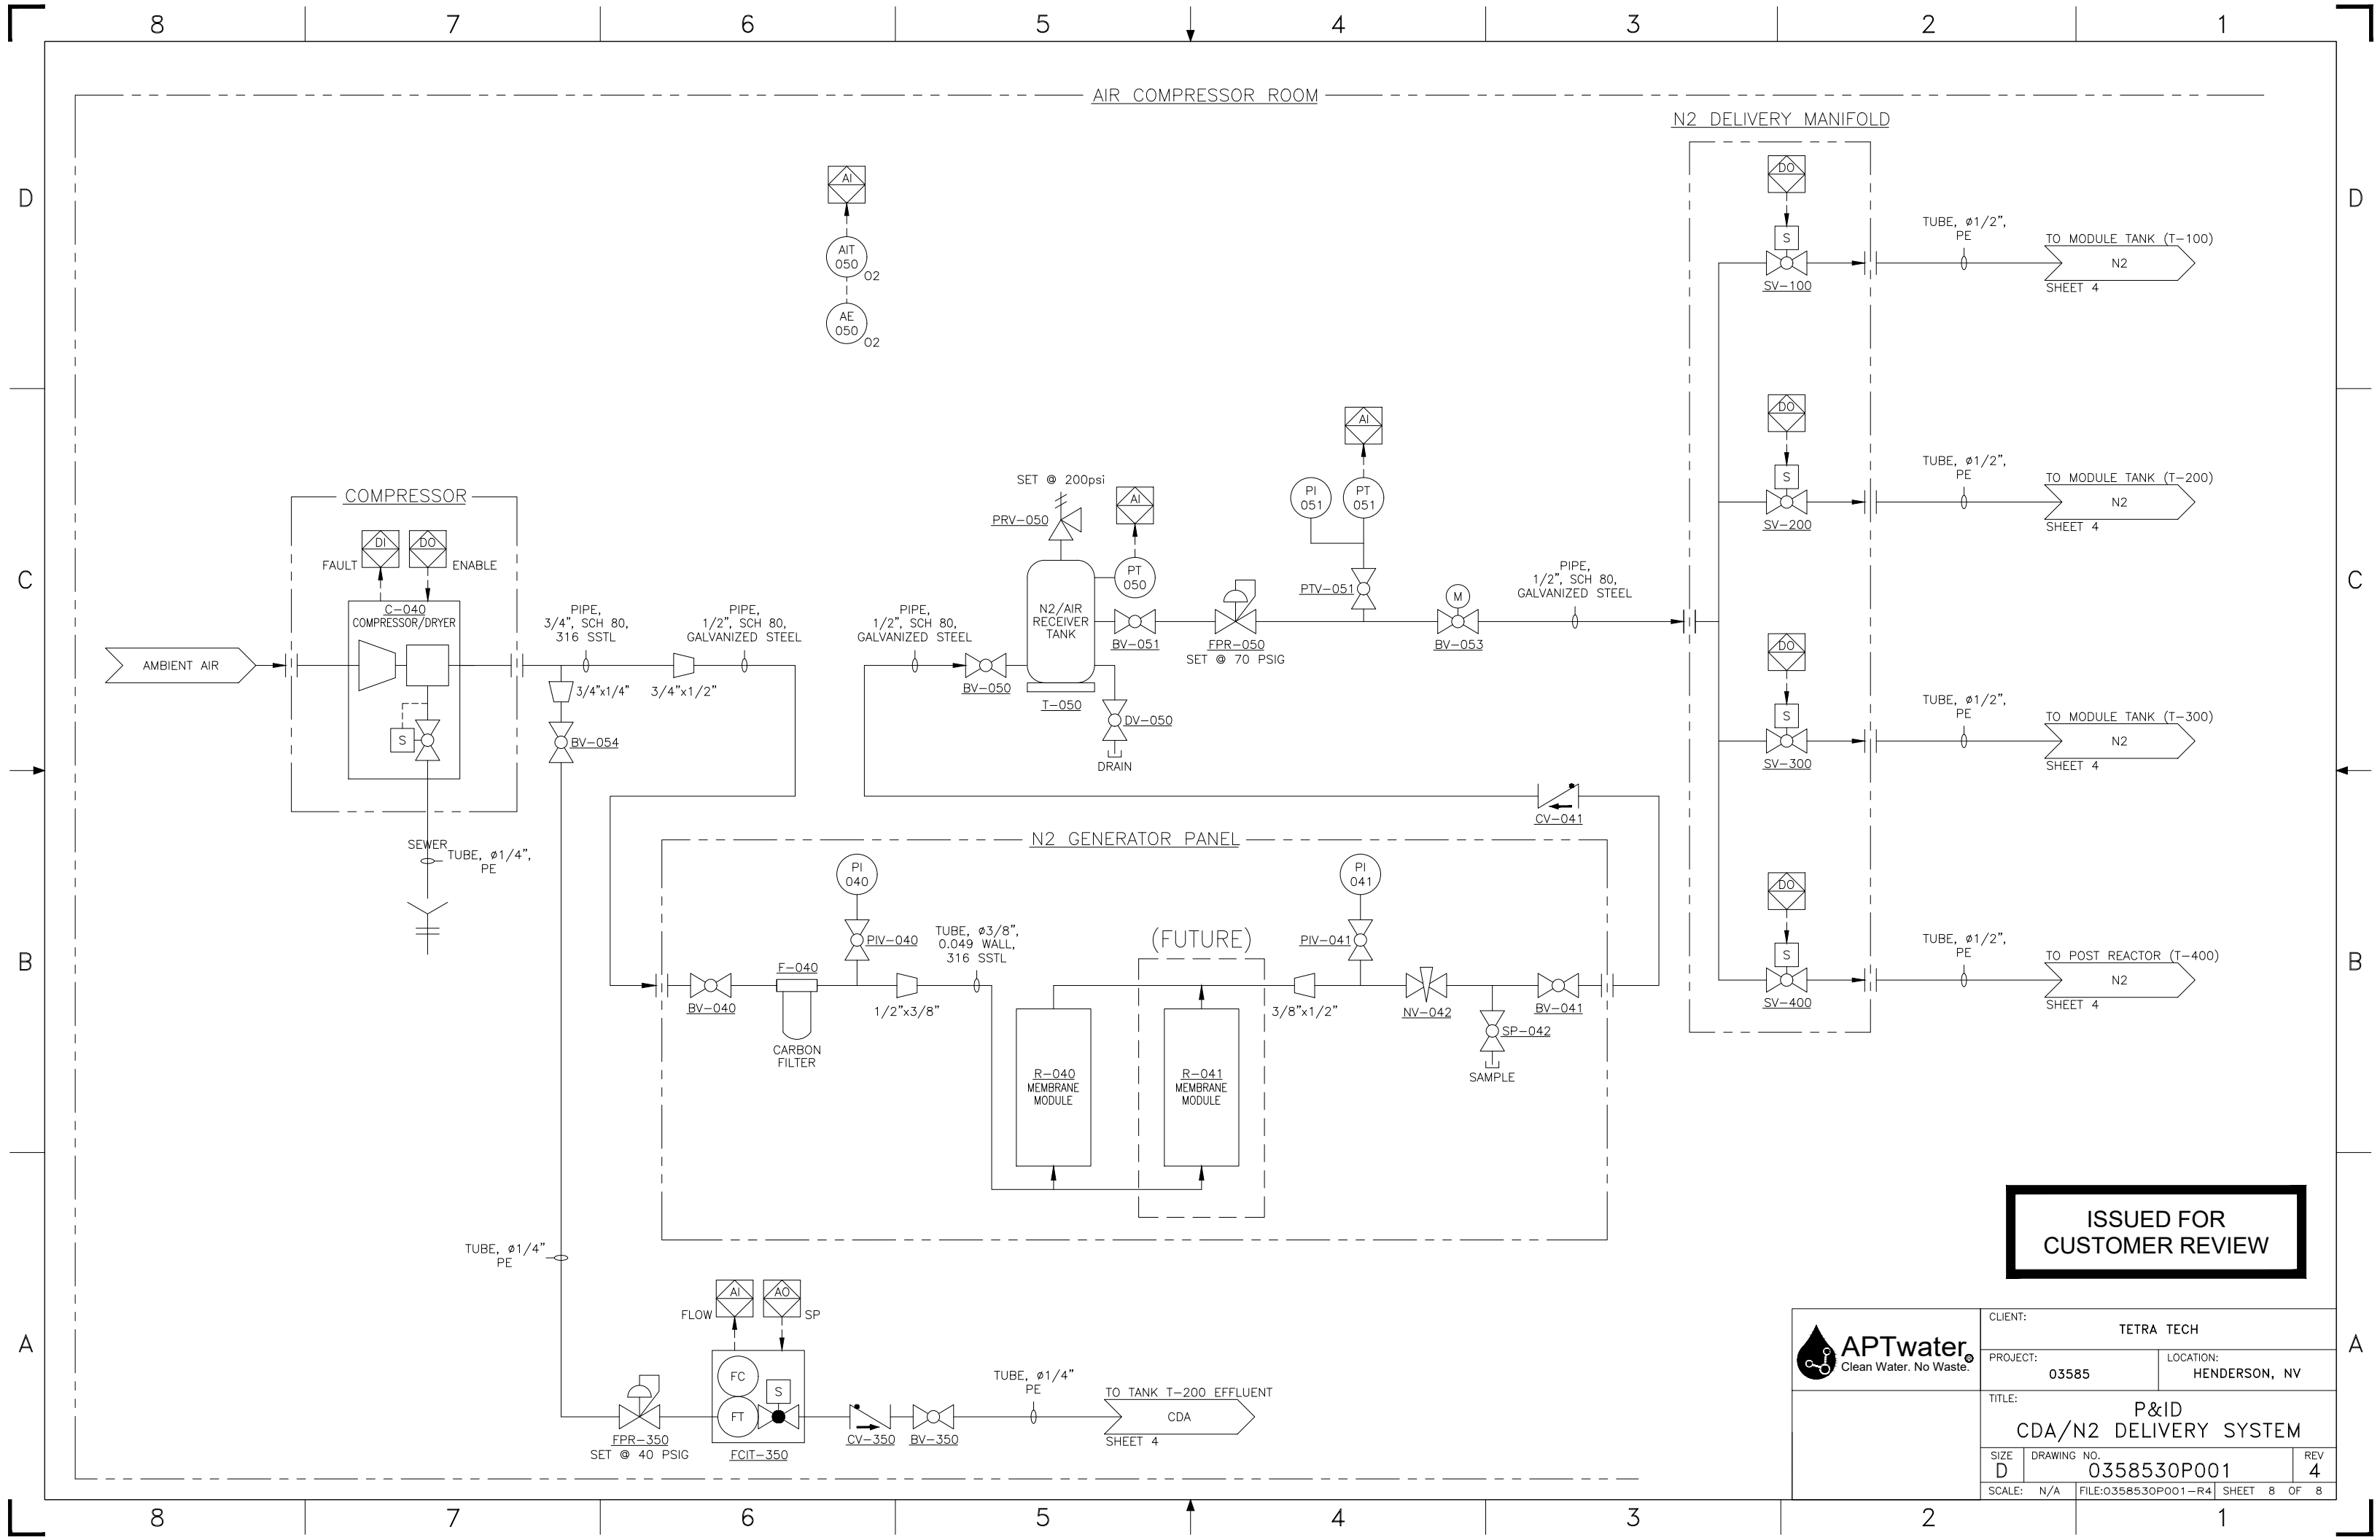 8 7 6 5 4 3 2 1
AIR COMPRESSOR ROOM
N2 DELIVERY MANIFOLD
D
D
AI
AIT
050
O2
AE
050
O2
DO
S
SV-100
TUBE, ø1/2",
PE
TO MODULE TANK (T-100)
N2
SHEET 4
DO
S
SV-200
TUBE, ø1/2",
PE
TO MODULE TANK (T-200)
N2
SHEET 4
C
C
COMPRESSOR
DI
DO
FAULT
ENABLE
C-040
COMPRESSOR/DRYER
S
AMBIENT AIR
SEWER
TUBE, ø1/4",
PE
PIPE,
3/4", SCH 80,
316 SSTL
3/4"x1/4"
BV-054
3/4"x1/2"
PIPE,
1/2", SCH 80,
GALVANIZED STEEL
PIPE,
1/2", SCH 80,
GALVANIZED STEEL
BV-050
SET @ 200psi
PRV-050
AI
PT
050
N2/AIR
RECEIVER
TANK
T-050
BV-051
DV-050
DRAIN
FPR-050
SET @ 70 PSIG
AI
PI
051
PT
051
PTV-051
M
BV-053
PIPE,
1/2", SCH 80,
GALVANIZED STEEL
DO
S
SV-300
TUBE, ø1/2",
PE
TO MODULE TANK (T-300)
N2
SHEET 4
CV-041
N2 GENERATOR PANEL
B
B
PI
040
PIV-040
BV-040
F-040
CARBON
FILTER
1/2"x3/8"
TUBE, ø3/8",
0.049 WALL,
316 SSTL
R-040
MEMBRANE
MODULE
(FUTURE)
R-041
MEMBRANE
MODULE
3/8"x1/2"
PI
041
PIV-041
NV-042
SP-042
SAMPLE
BV-041
DO
S
SV-400
TUBE, ø1/2",
PE
TO POST REACTOR (T-400)
N2
SHEET 4
TUBE, ø1/4"
PE
A
A
FPR-350
SET @ 40 PSIG
FLOW
AI
AO
SP
FC
FT
S
FCIT-350
CV-350
BV-350
TUBE, ø1/4"
PE
TO TANK T-200 EFFLUENT
CDA
SHEET 4
ISSUED FOR
CUSTOMER REVIEW
APTwater®
Clean Water. No Waste.
CLIENT:
TETRA TECH
PROJECT:
03585
LOCATION:
HENDERSON, NV
TITLE:
P&ID
CDA/N2 DELIVERY SYSTEM
SIZE
D
DRAWING NO.
0358530P001
REV
4
SCALE: N/A
FILE:0358530P001-R4
SHEET 8 OF 8
8 7 6 5 4 3 2 1